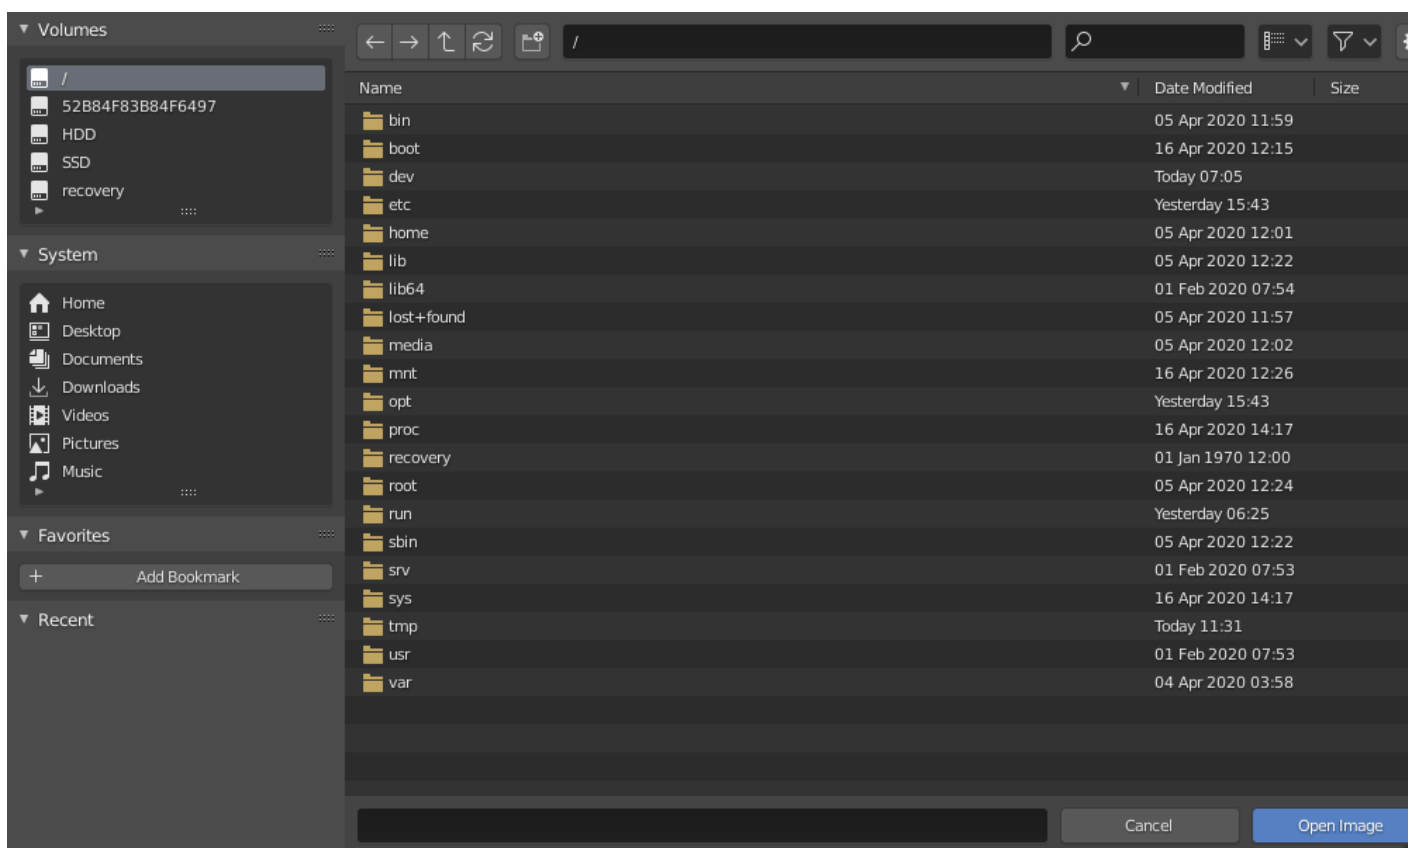 Volumes
/
52B84F83B84F6497
HDD
SSD
recovery
System
Home
Desktop
Documents
Downloads
Videos
Pictures
Music
Favorites
Add Bookmark
Recent
/
Name Date Modified Size
bin 05 Apr 2020 11:59
boot 16 Apr 2020 12:15
dev Today 07:05
etc Yesterday 15:43
home 05 Apr 2020 12:01
lib 05 Apr 2020 12:22
lib64 01 Feb 2020 07:54
lost+found 05 Apr 2020 11:57
media 05 Apr 2020 12:02
mnt 16 Apr 2020 12:26
opt Yesterday 15:43
proc 16 Apr 2020 14:17
recovery 01 Jan 1970 12:00
root 05 Apr 2020 12:24
run Yesterday 06:25
sbin 05 Apr 2020 12:22
srv 01 Feb 2020 07:53
sys 16 Apr 2020 14:17
tmp Today 11:31
usr 01 Feb 2020 07:53
var 04 Apr 2020 03:58
Cancel Open Image